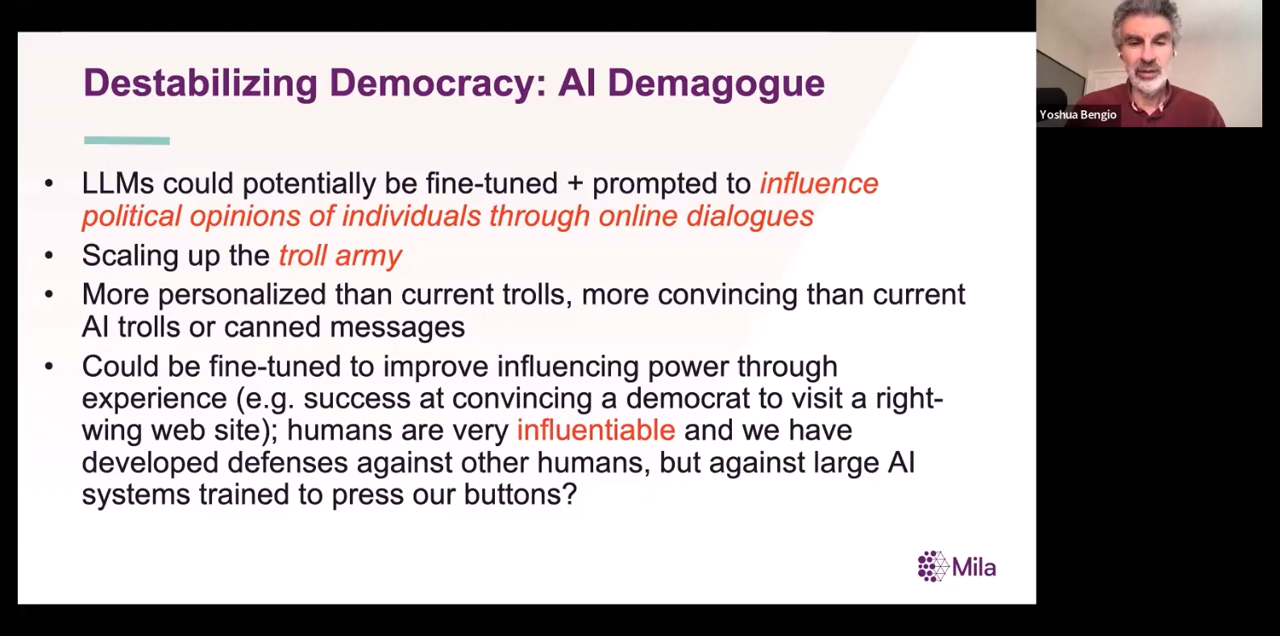 Destabilizing Democracy: AI Demagogue
• LLMs could potentially be fine-tuned + prompted to influence
political opinions of individuals through online dialogues
• Scaling up the troll army
• More personalized than current trolls, more convincing than current
AI trolls or canned messages
• Could be fine-tuned to improve influencing power through
experience (e.g. success at convincing a democrat to visit a right-
wing web site); humans are very influentiable and we have
developed defenses against other humans, but against large AI
systems trained to press our buttons?
Mila
Yoshua Bengio